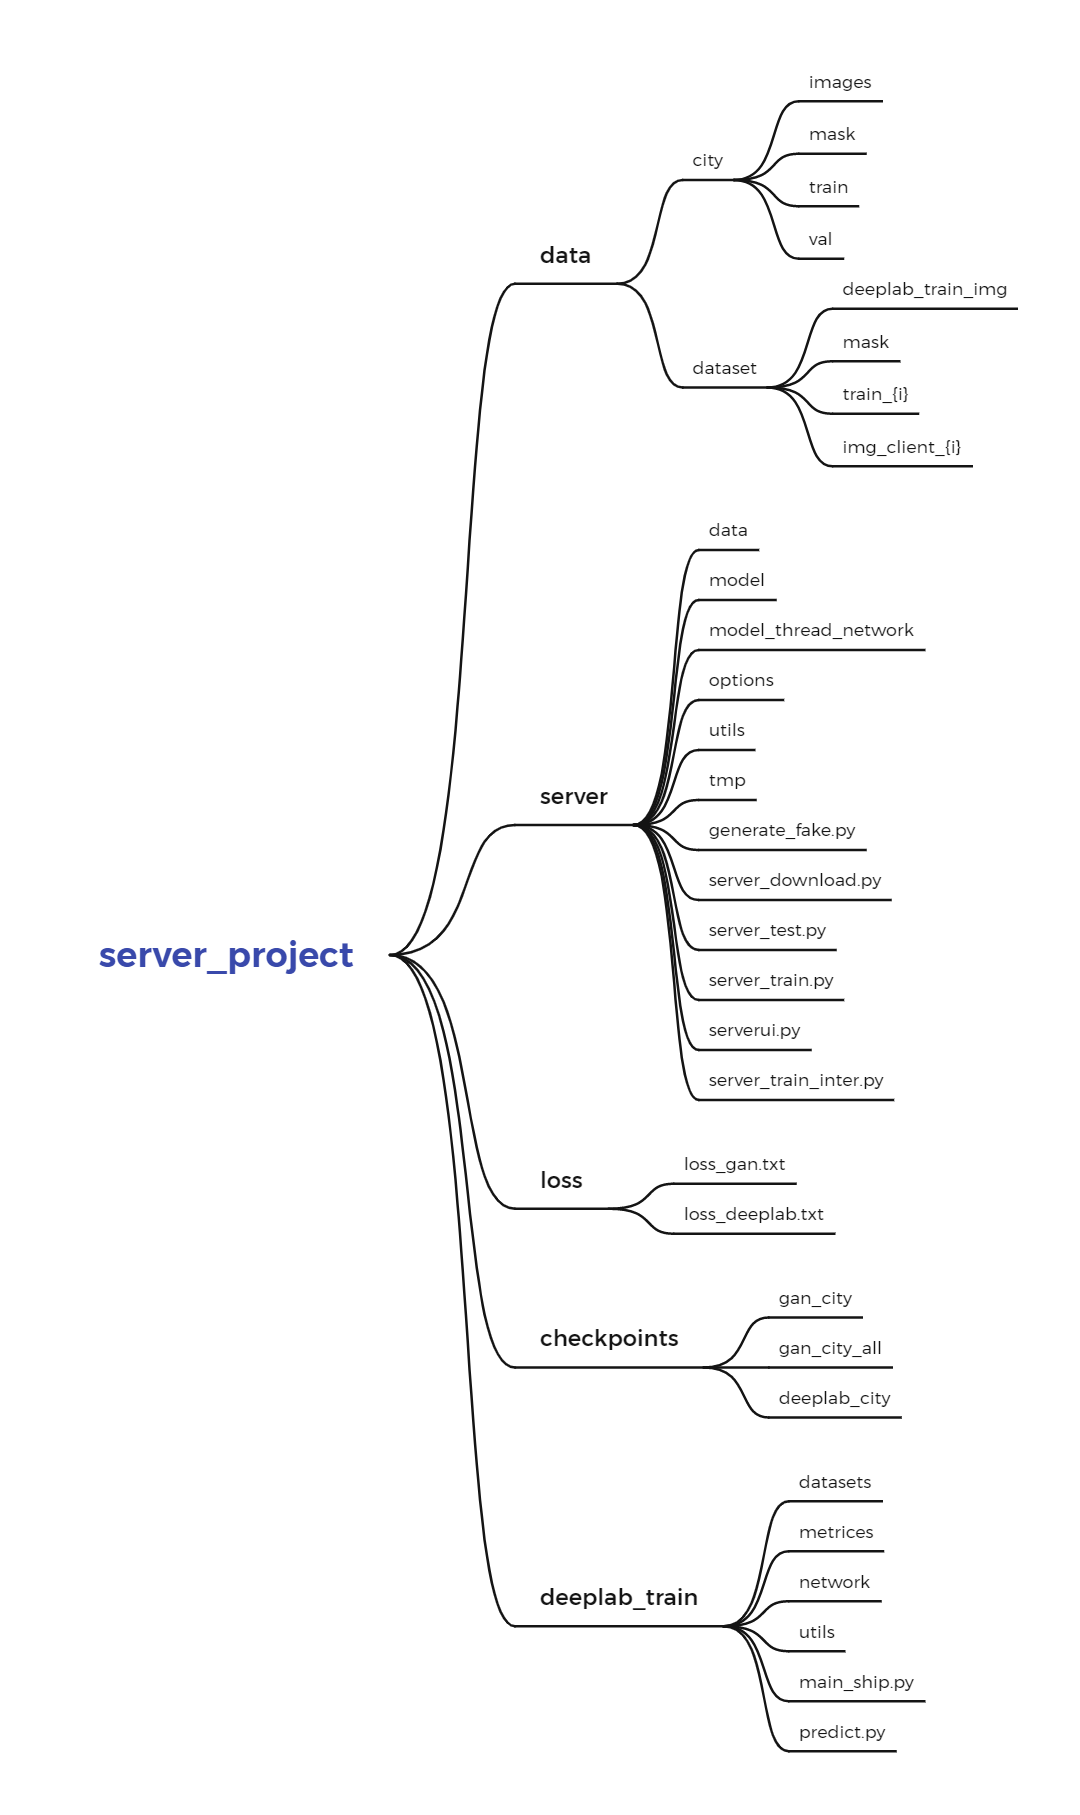 server_project
data
city
images
mask
train
val
dataset
deeplab_train_img
mask
train_{i}
img_client_{i}
server
data
model
model_thread_network
options
utils
tmp
generate_fake.py
server_download.py
server_test.py
server_train.py
serverui.py
server_train_inter.py
loss
loss_gan.txt
loss_deeplab.txt
checkpoints
gan_city
gan_city_all
deeplab_city
deeplab_train
datasets
metrices
network
utils
main_ship.py
predict.py